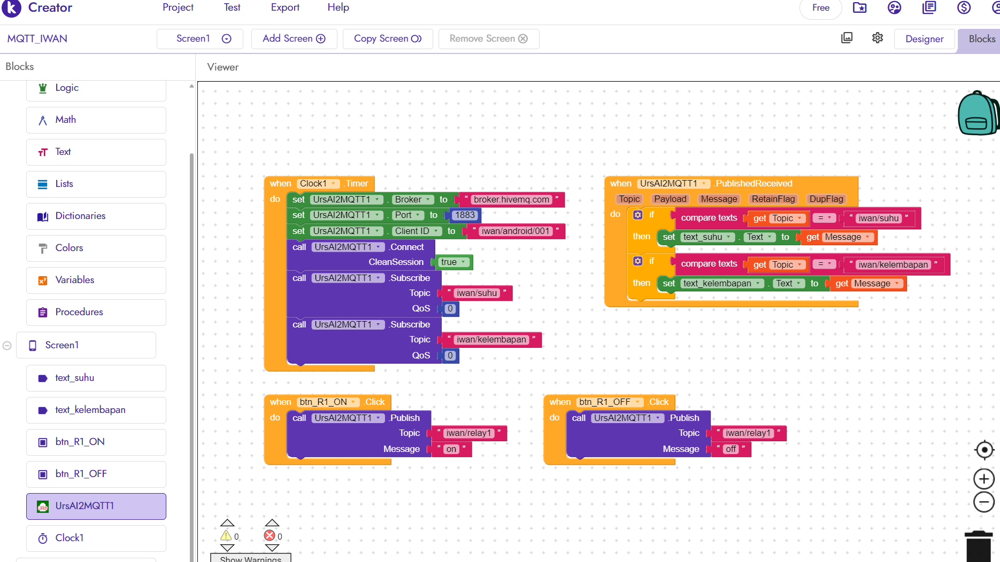 k Creator Project Test Export Help Free
MQTT_IWAN Screen1 Add Screen Copy Screen Remove Screen Designer Blocks
Blocks
Viewer
Logic
Math
Text
Lists
Dictionaries
Colors
Variables
Procedures
Screen1
text_suhu
text_kelembapan
btn_R1_ON
btn_R1_OFF
UrsAI2MQTT1
Clock1
when Clock1 .Timer
do set UrsAI2MQTT1 . Broker to “ broker.hivemq.com ”
set UrsAI2MQTT1 . Port to 1883
set UrsAI2MQTT1 . Client ID to “ iwan/android/001 ”
call UrsAI2MQTT1 .Connect
CleanSession true
call UrsAI2MQTT1 .Subscribe
Topic “ iwan/suhu ”
QoS 0
call UrsAI2MQTT1 .Subscribe
Topic “ iwan/kelembapan ”
QoS 0
when UrsAI2MQTT1 .PublishedReceived
Topic Payload Message RetainFlag DupFlag
do if compare texts get Topic = “ iwan/suhu ”
then set text_suhu . Text to get Message
if compare texts get Topic = “ iwan/kelembapan ”
then set text_kelembapan . Text to get Message
when btn_R1_ON .Click
do call UrsAI2MQTT1 .Publish
Topic “ iwan/relay1 ”
Message “ on ”
when btn_R1_OFF .Click
do call UrsAI2MQTT1 .Publish
Topic “ iwan/relay1 ”
Message “ off ”
0 0
Show Warnings